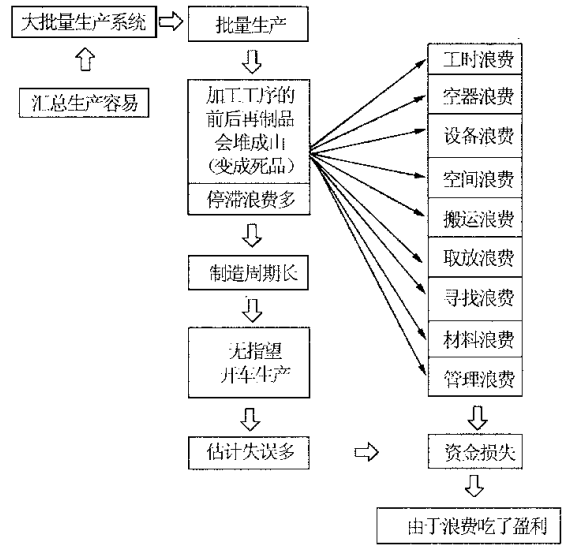 大批量生产系统
批量生产
汇总生产容易
加工工序的
前后再制品
会堆成山
(变成死品)
停滞浪费多
制造周期长
无指望
开车生产
估计失误多
工时浪费
空器浪费
设备浪费
空间浪费
搬运浪费
取放浪费
寻找浪费
材料浪费
管理浪费
资金损失
由于浪费吃了盈利